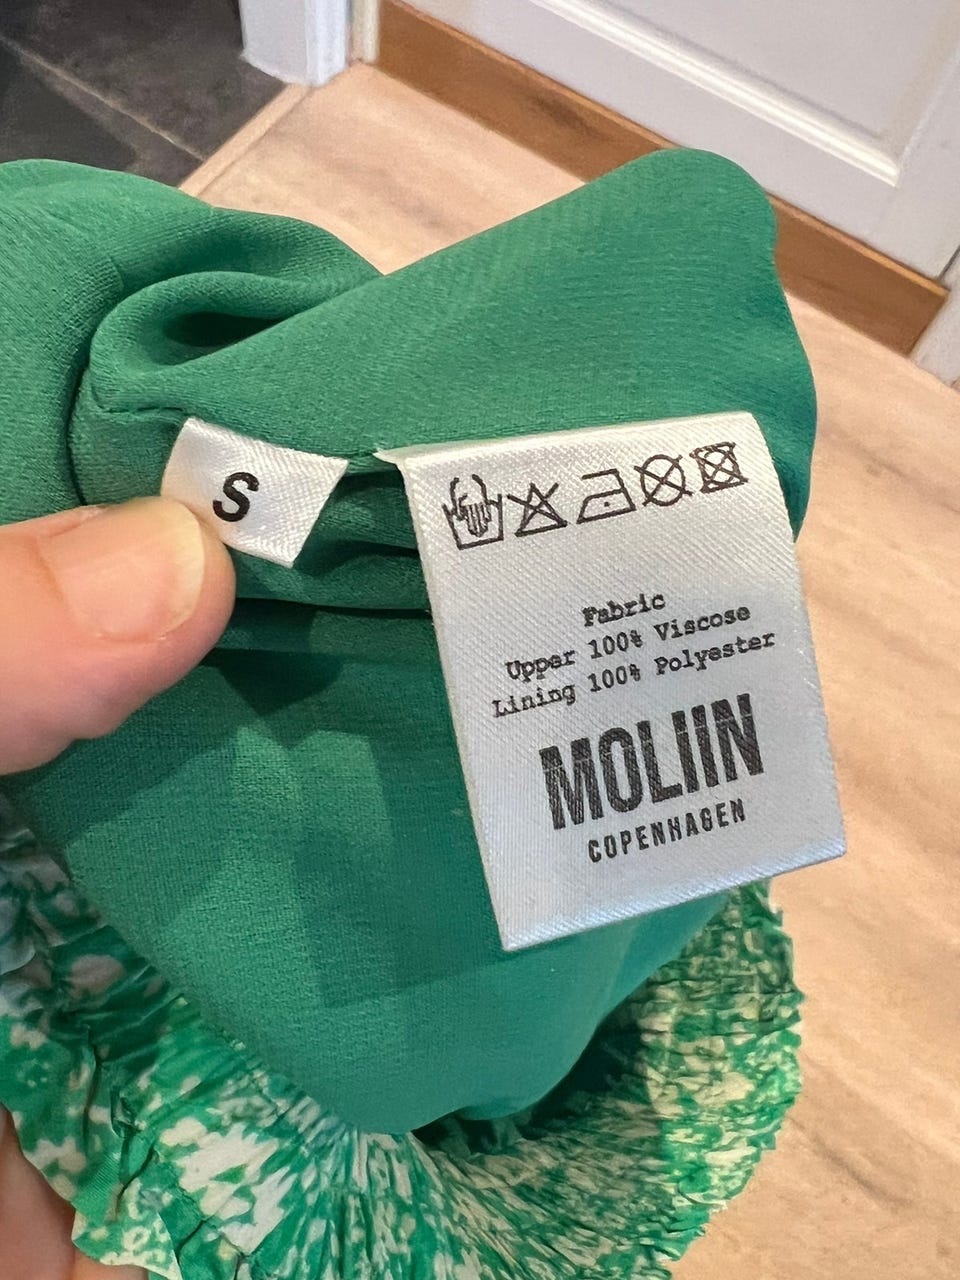 S
Fabric
Upper 100% Viscose
Lining 100% Polyester
MOLIIN
COPENHAGEN